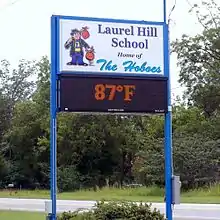 Laurel Hill
School
Home of
The Hoboes
87°F